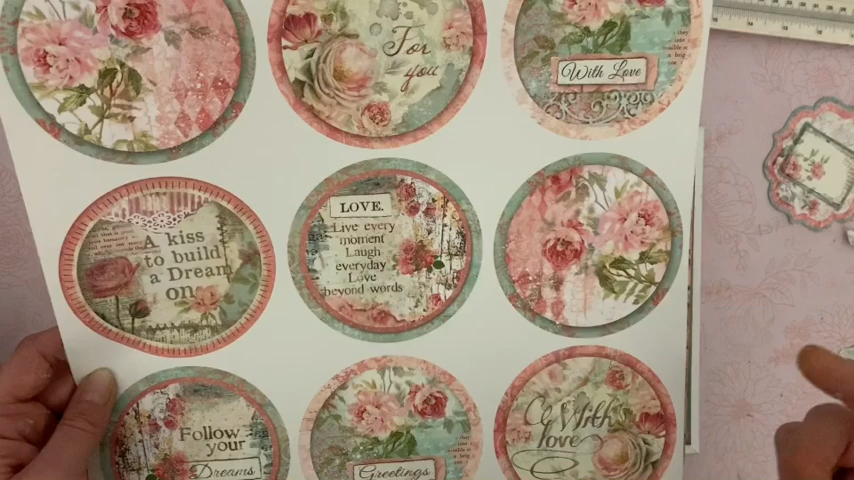 For
you
With Love
A kiss
to build
a Dream
on
LOVE.
Live every
moment
Laugh
everyday
Love
beyond words
Follow
your
Dreams
Greetings
With
love